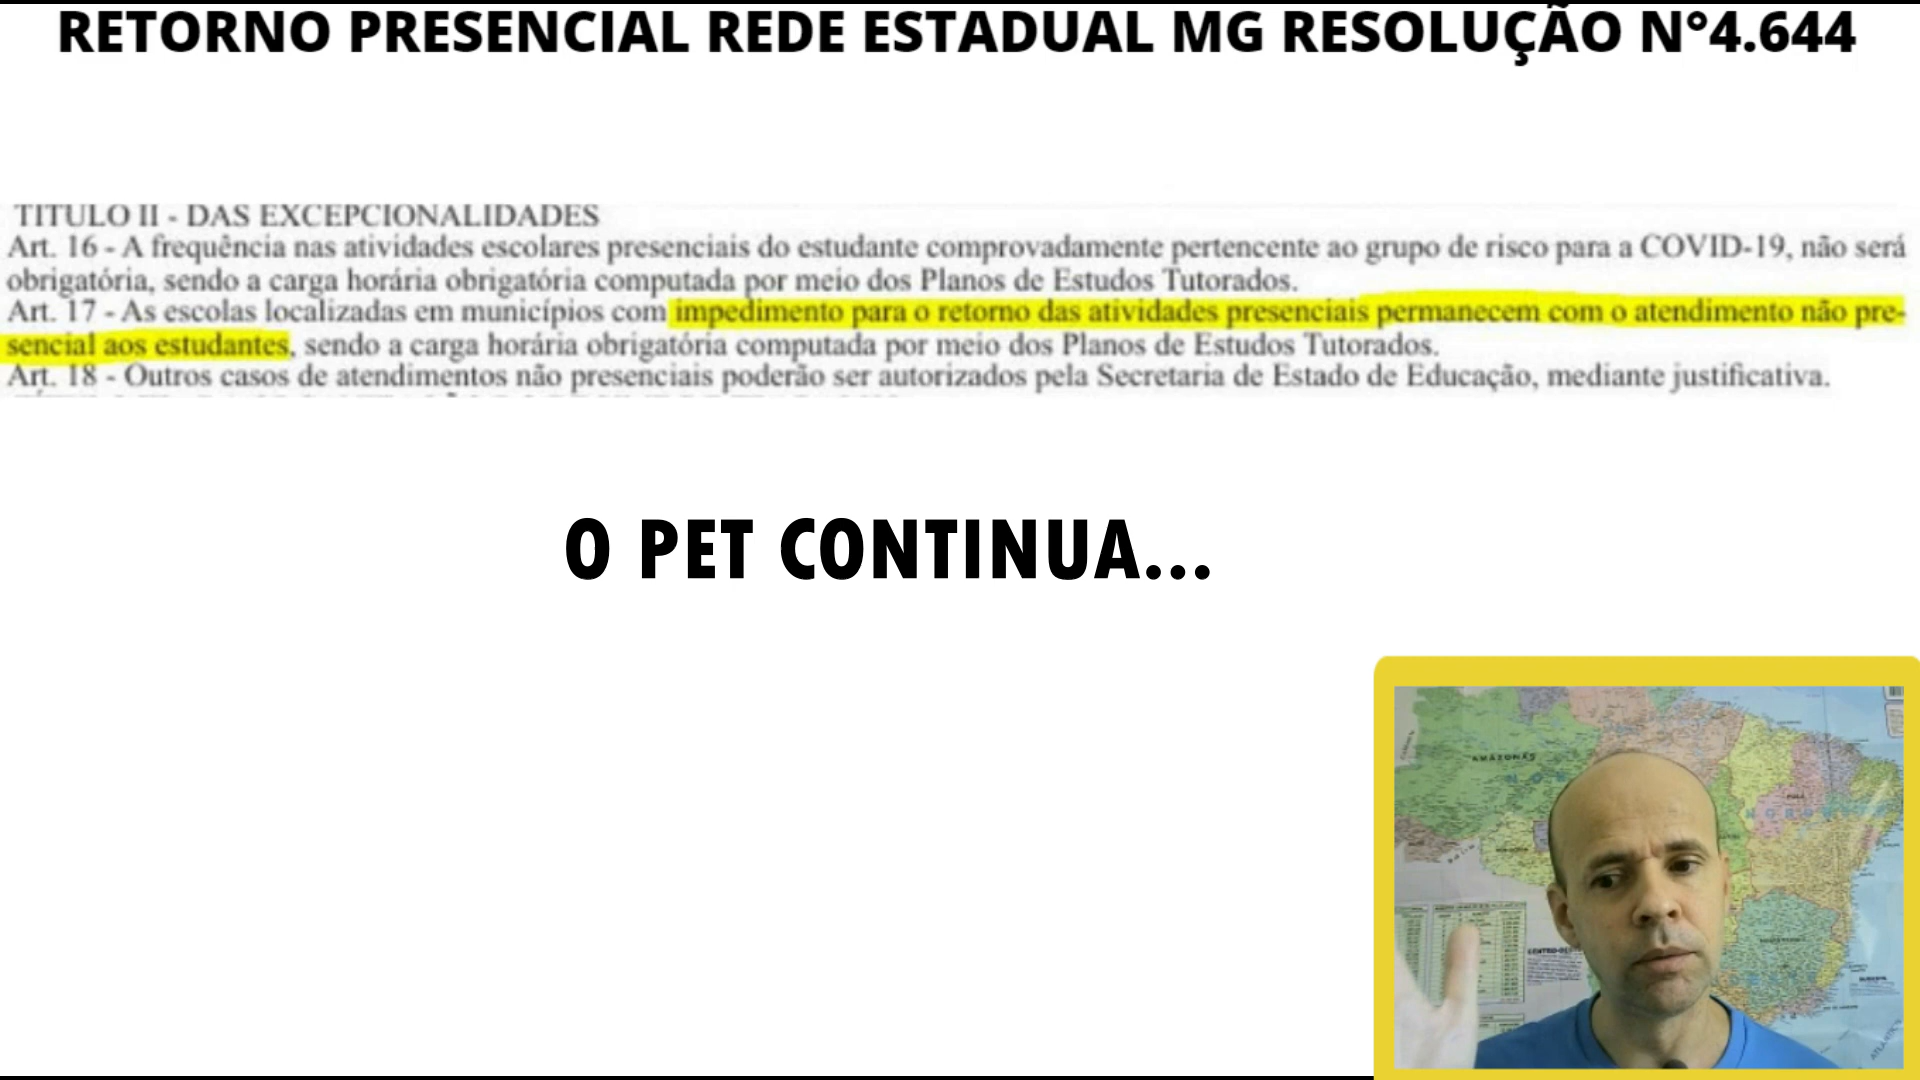 RETORNO PRESENCIAL REDE ESTADUAL MG RESOLUÇÃO N°4.644
TITULO II - DAS EXCEPCIONALIDADES
Art. 16 - A frequência nas atividades escolares presenciais do estudante comprovadamente pertencente ao grupo de risco para a COVID-19, não será
obrigatória, sendo a carga horária obrigatória computada por meio dos Planos de Estudos Tutorados.
Art. 17 - As escolas localizadas em municípios com impedimento para o retorno das atividades presenciais permanecem com o atendimento não pre-
sencial aos estudantes, sendo a carga horária obrigatória computada por meio dos Planos de Estudos Tutorados.
Art. 18 - Outros casos de atendimentos não presenciais poderão ser autorizados pela Secretaria de Estado de Educação, mediante justificativa.
O PET CONTINUA...
AMAZONAS